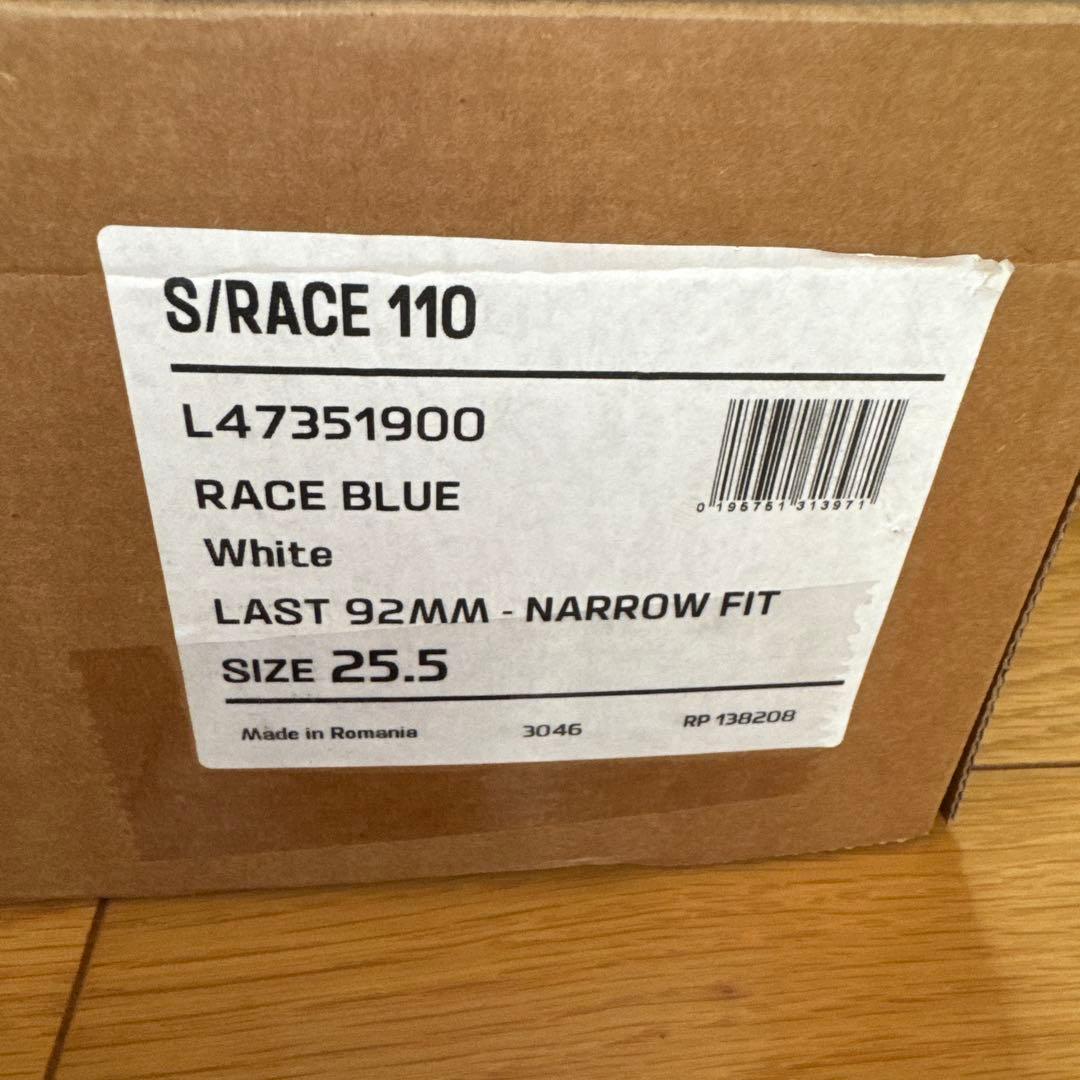 S/RACE 110
L47351900
RACE BLUE
White
LAST 92MM - NARROW FIT
SIZE 25.5
Made in Romania 3046 RP 138208
0 195751 313971